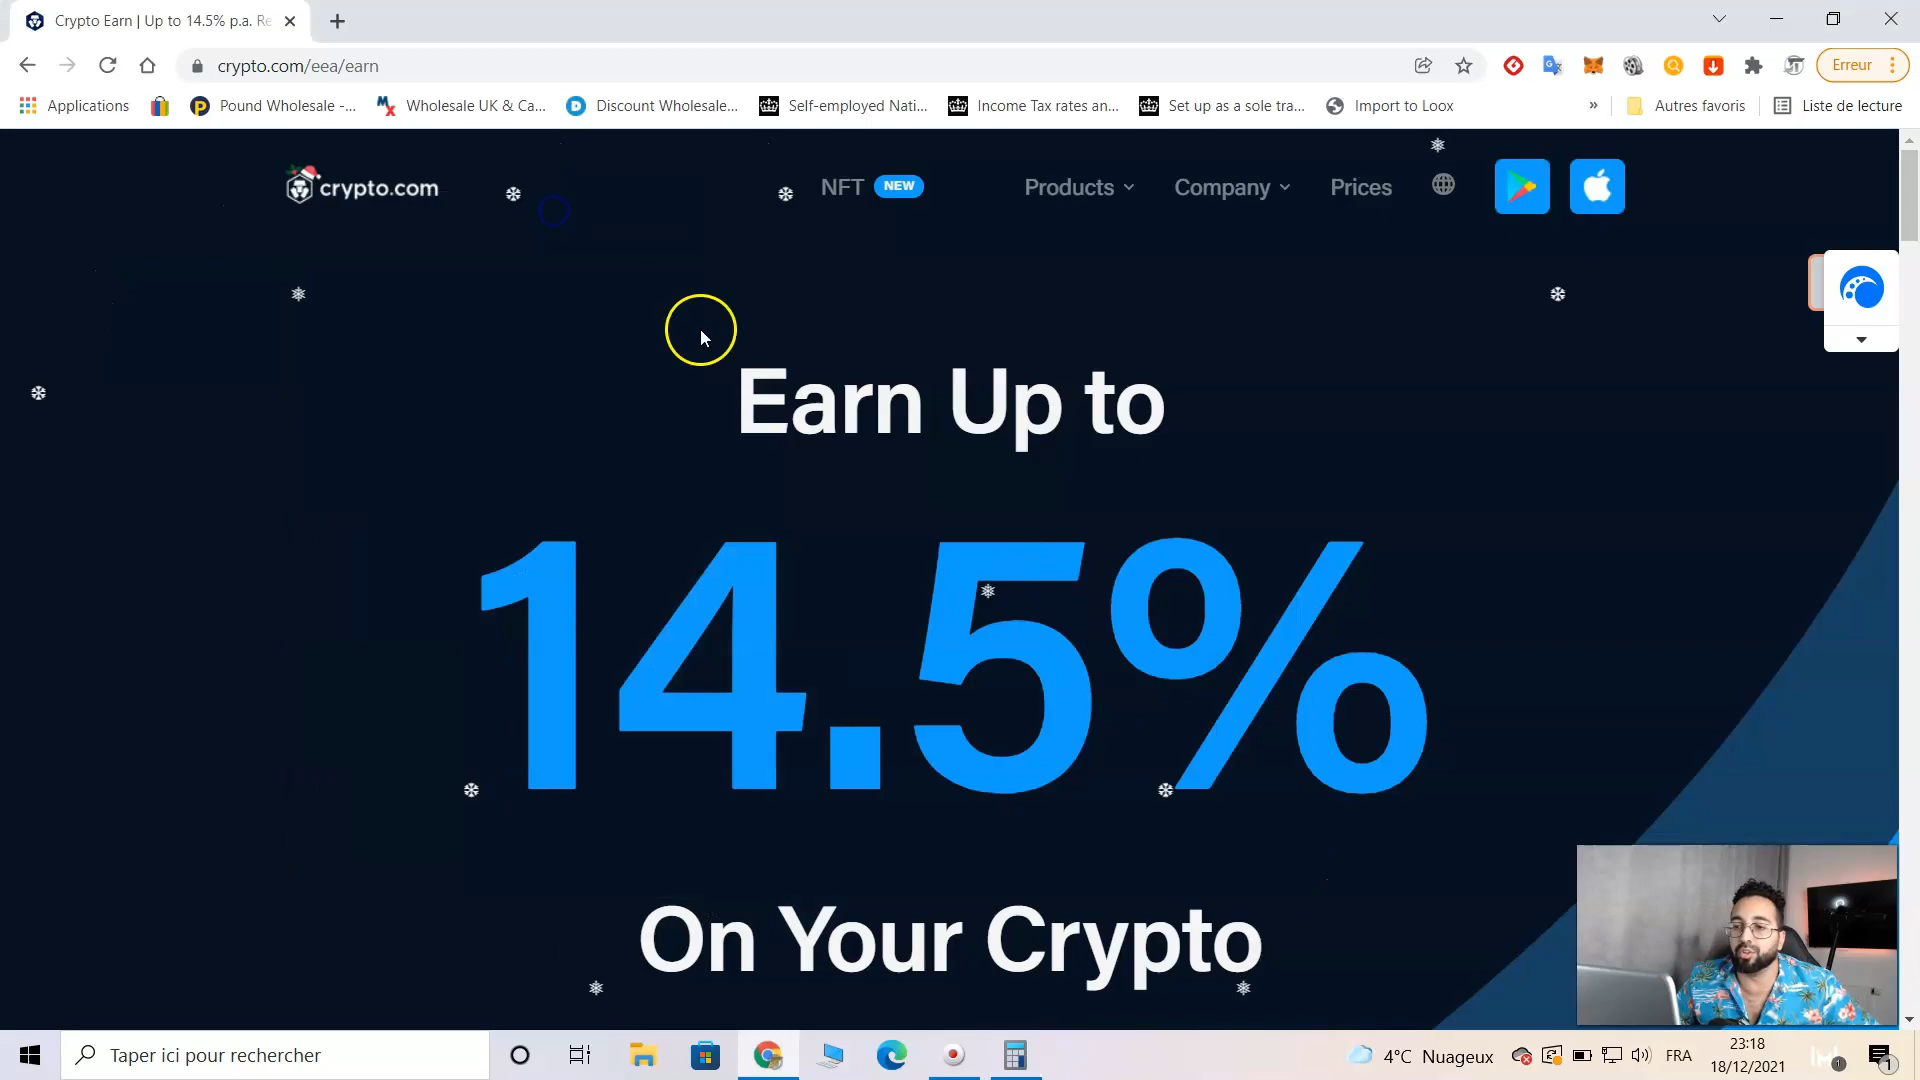 Crypto Earn | Up to 14.5% p.a. Re
crypto.com/eea/earn
Erreur
Applications
Pound Wholesale -...
Wholesale UK & Ca...
Discount Wholesale...
Self-employed Nati...
Income Tax rates an...
Set up as a sole tra...
Import to Loox
»
Autres favoris
Liste de lecture
crypto.com
NFT NEW
Products
Company
Prices
Earn Up to
14.5%
On Your Crypto
Taper ici pour rechercher
4°C Nuageux
FRA
23:18
18/12/2021
1
1